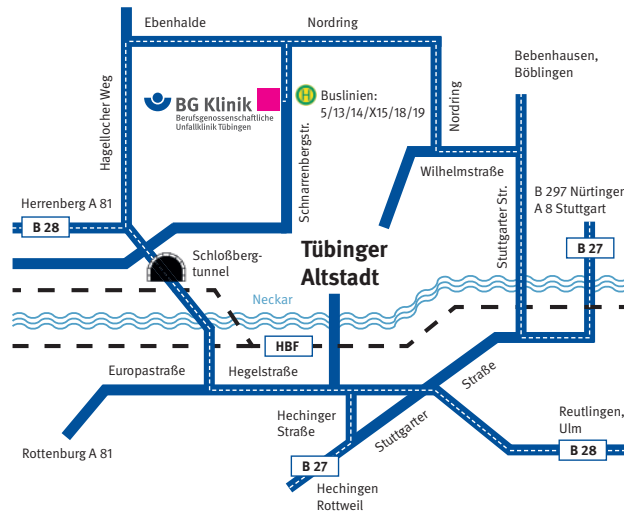 Ebenhalde
Nordring
Bebenhausen,
Böblingen
Hagellocher Weg
BG Klinik
Berufsgenossenschaftliche
Unfallklinik Tübingen
H
Buslinien:
5/13/14/X15/18/19
Nordring
Schnarrenbergstr.
Wilhelmstraße
Herrenberg A 81
B 28
Stuttgarter Str.
B 297 Nürtingen
A 8 Stuttgart
B 27
Schloßberg-
tunnel
Tübinger
Altstadt
Neckar
HBF
Europastraße
Hegelstraße
Straße
Stuttgarter
Hechinger
Straße
Rottenburg A 81
B 27
Hechingen
Rottweil
Reutlingen,
Ulm
B 28